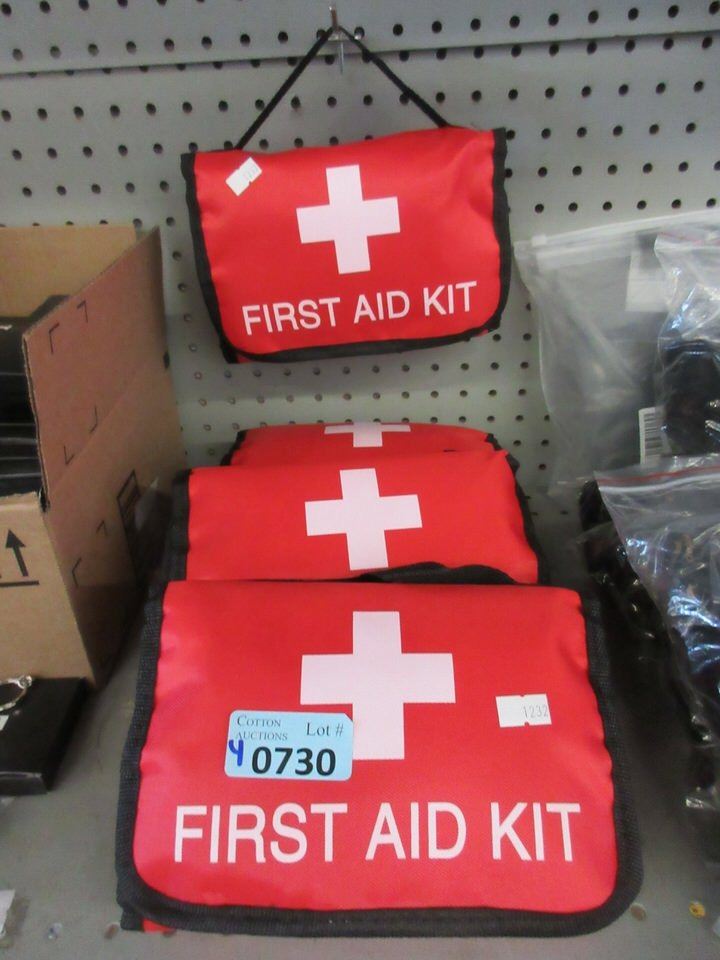 FIRST AID KIT
COTTON
AUCTIONS
Lot #
4
0730
1232
FIRST AID KIT